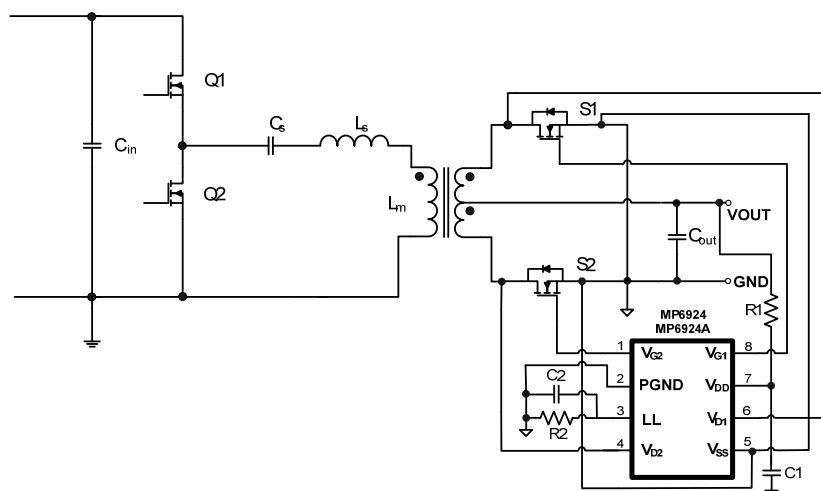 Q1
S1
Cs
Ls
Cin
Q2
Lm
VOUT
Cout
S2
GND
R1
MP6924
MP6924A
1 VG2 VG1 8
C2
2 PGND VDD 7
3 LL VD1 6
R2
4 VD2 VSS 5
C1